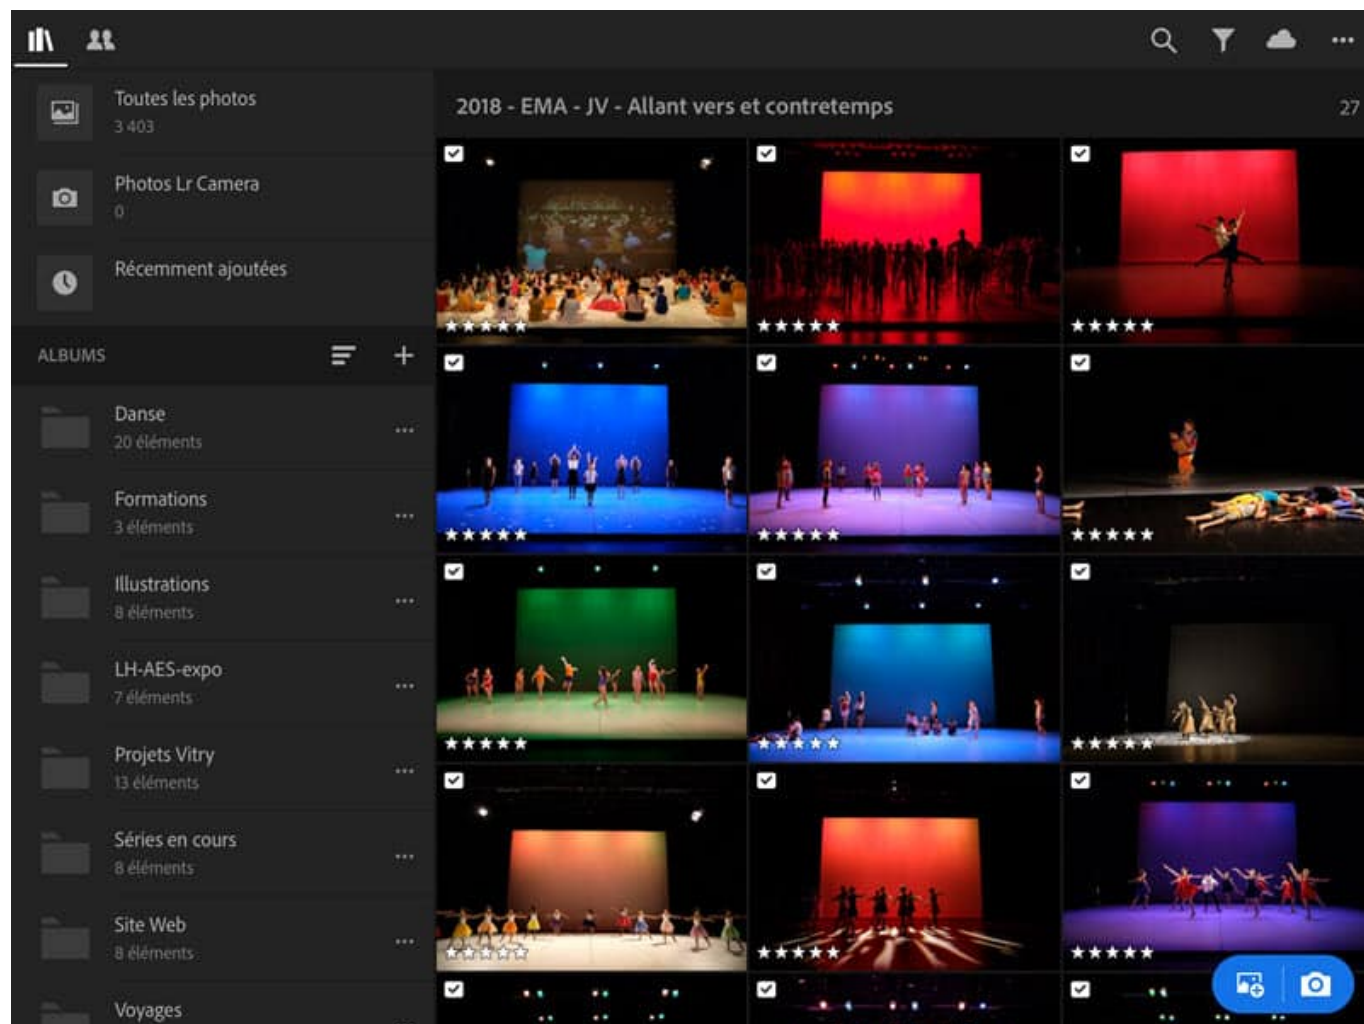 Toutes les photos
3 403
Photos Lr Camera
0
Récemment ajoutées
ALBUMS
Danse
20 éléments
Formations
3 éléments
Illustrations
8 éléments
LH-AES-expo
7 éléments
Projets Vitry
13 éléments
Séries en cours
8 éléments
Site Web
8 éléments
Voyages
2018 - EMA - JV - Allant vers et contretemps
27